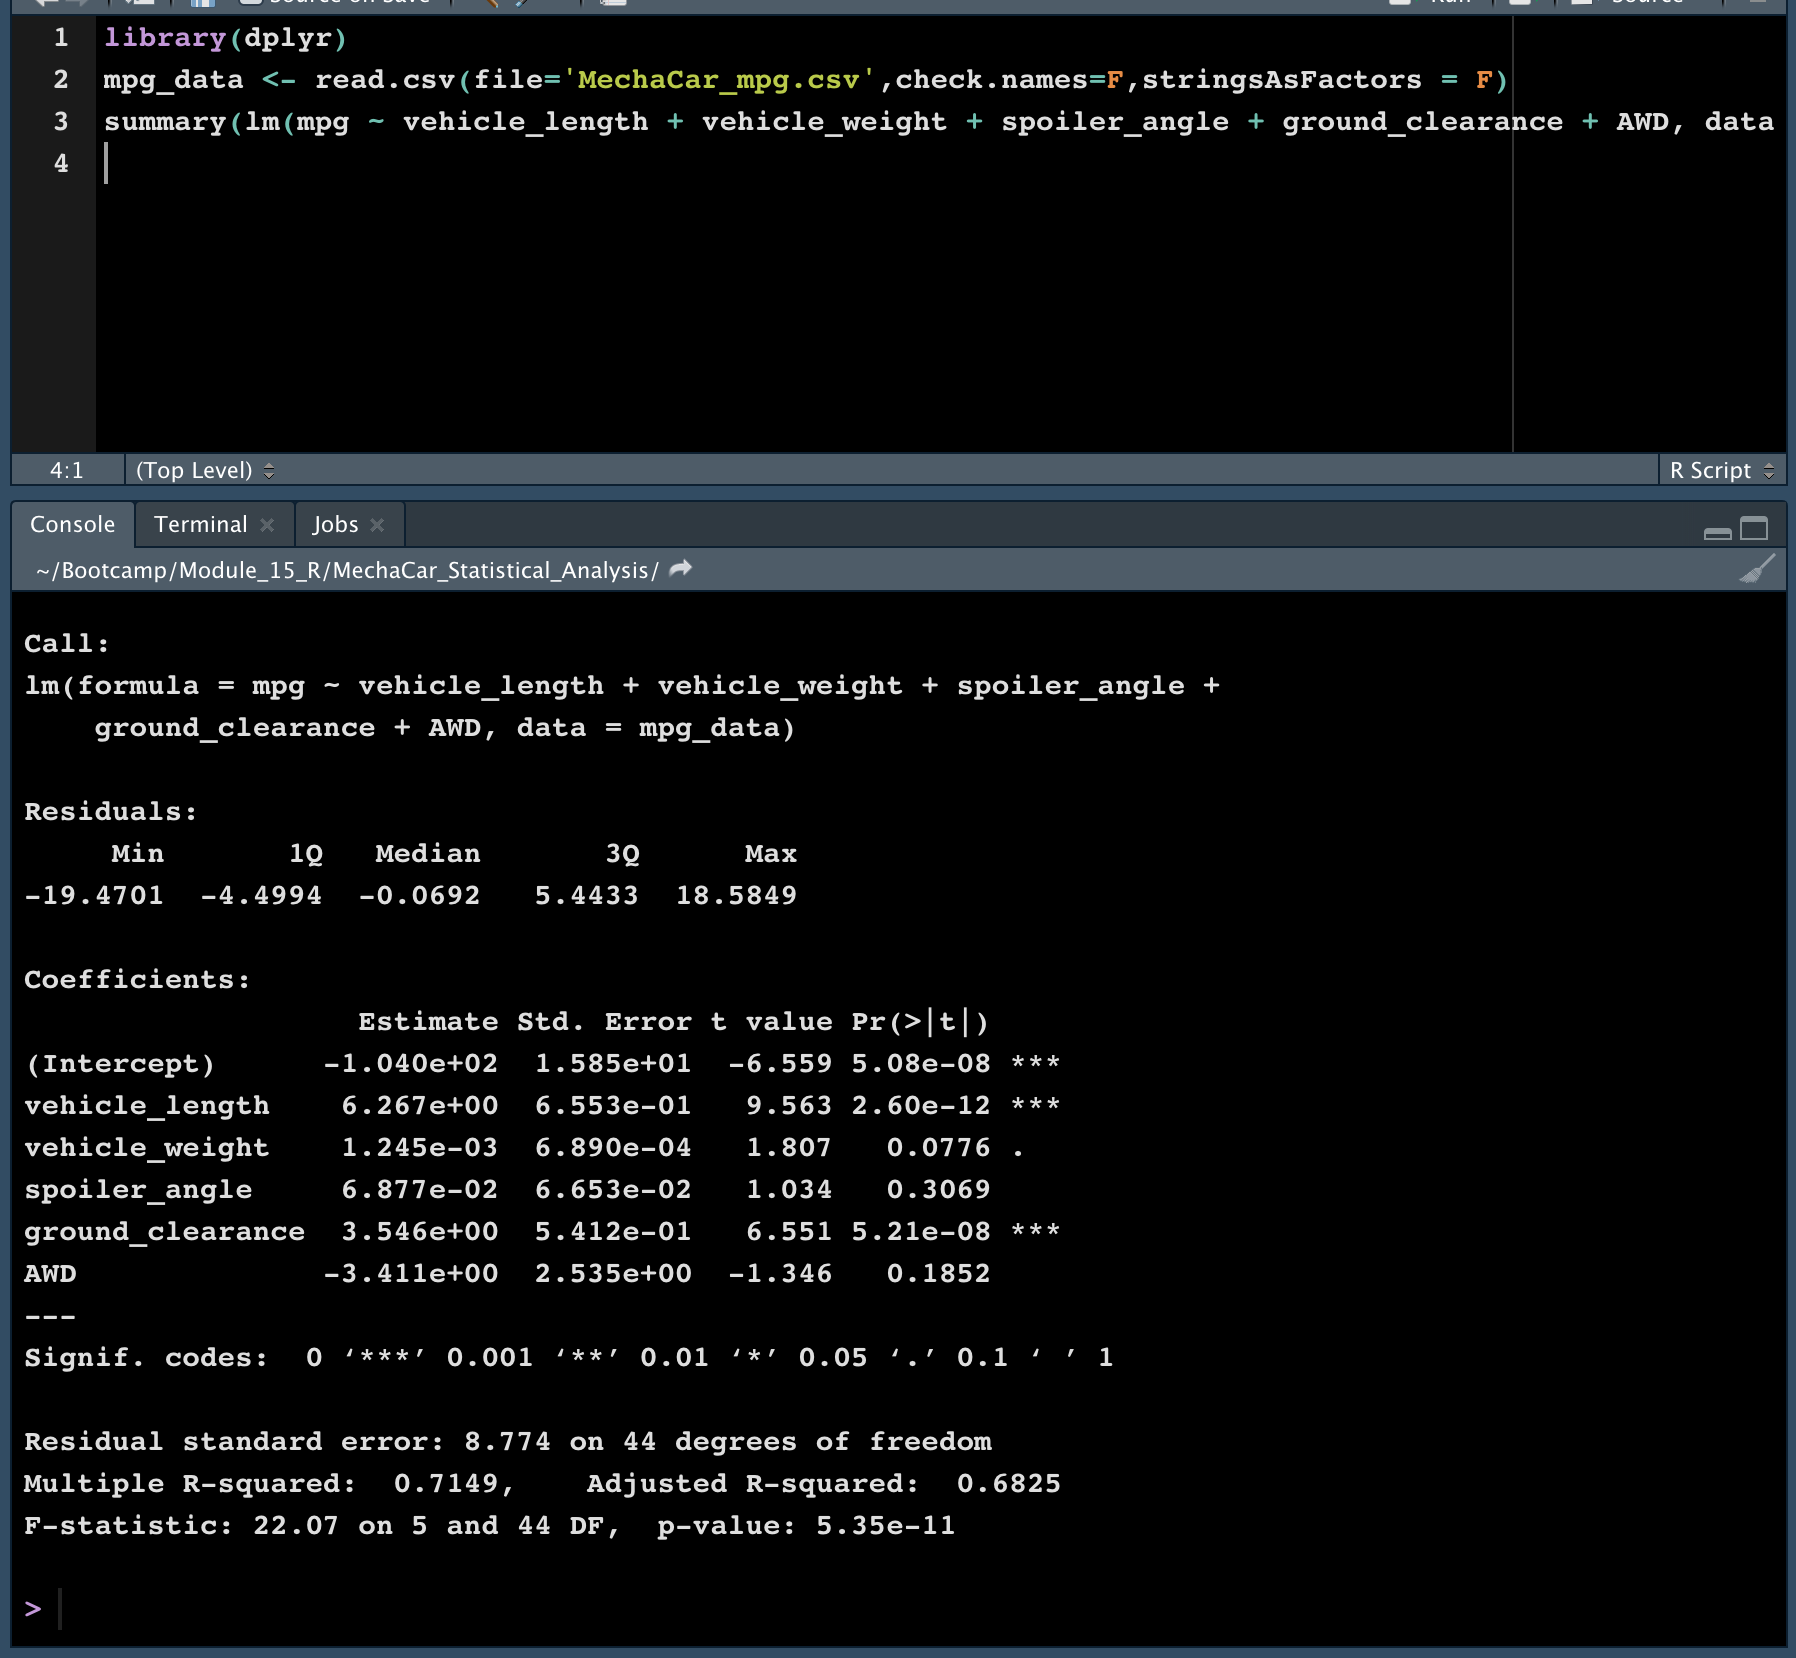 Source on Save Run Source
1 library(dplyr)
2 mpg_data <- read.csv(file='MechaCar_mpg.csv',check.names=F,stringsAsFactors = F)
3 summary(lm(mpg ~ vehicle_length + vehicle_weight + spoiler_angle + ground_clearance + AWD, data
4
4:1 (Top Level) R Script
Console Terminal Jobs
~/Bootcamp/Module_15_R/MechaCar_Statistical_Analysis/
Call:
lm(formula = mpg ~ vehicle_length + vehicle_weight + spoiler_angle +
    ground_clearance + AWD, data = mpg_data)
Residuals:
     Min       1Q   Median       3Q      Max
-19.4701  -4.4994  -0.0692   5.4433  18.5849
Coefficients:
                   Estimate Std. Error t value Pr(>|t|)
(Intercept)      -1.040e+02  1.585e+01  -6.559 5.08e-08 ***
vehicle_length    6.267e+00  6.553e-01   9.563 2.60e-12 ***
vehicle_weight    1.245e-03  6.890e-04   1.807   0.0776 .
spoiler_angle     6.877e-02  6.653e-02   1.034   0.3069
ground_clearance  3.546e+00  5.412e-01   6.551 5.21e-08 ***
AWD              -3.411e+00  2.535e+00  -1.346   0.1852
---
Signif. codes:  0 ‘***’ 0.001 ‘**’ 0.01 ‘*’ 0.05 ‘.’ 0.1 ‘ ’ 1
Residual standard error: 8.774 on 44 degrees of freedom
Multiple R-squared:  0.7149,    Adjusted R-squared:  0.6825
F-statistic: 22.07 on 5 and 44 DF,  p-value: 5.35e-11
>